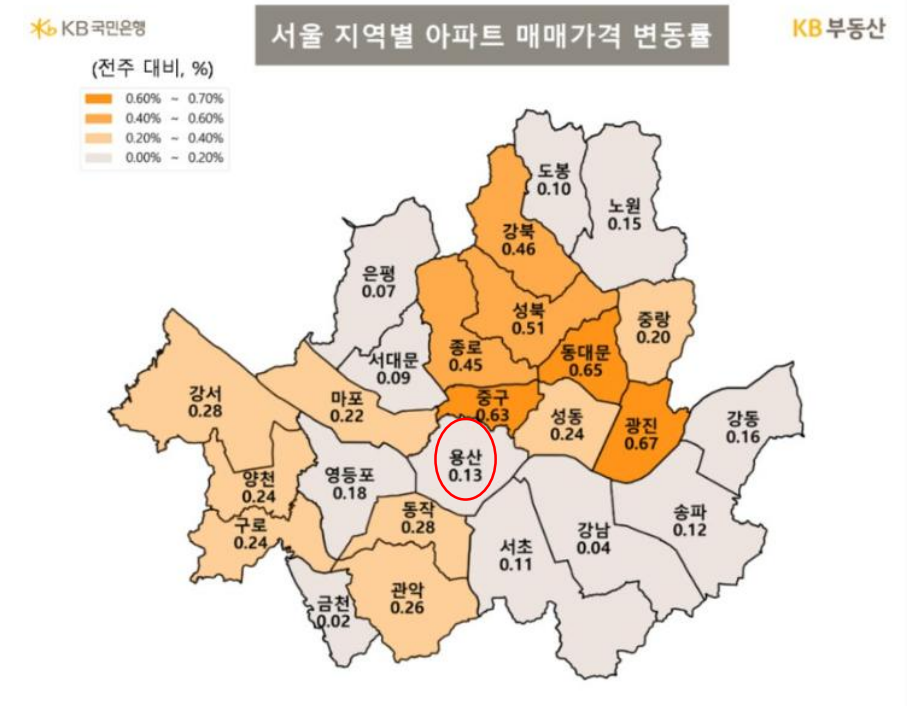 KB국민은행
서울 지역별 아파트 매매가격 변동률
KB부동산
(전주 대비, %)
0.60% ~ 0.70%
0.40% ~ 0.60%
0.20% ~ 0.40%
0.00% ~ 0.20%
도봉
0.10
노원
0.15
강북
0.46
은평
0.07
성북
0.51
중랑
0.20
종로
0.45
동대문
0.65
서대문
0.09
강서
0.28
마포
0.22
중구
0.63
성동
0.24
광진
0.67
강동
0.16
용산
0.13
영등포
0.18
양천
0.24
동작
0.28
구로
0.24
송파
0.12
강남
0.04
서초
0.11
관악
0.26
금천
0.02